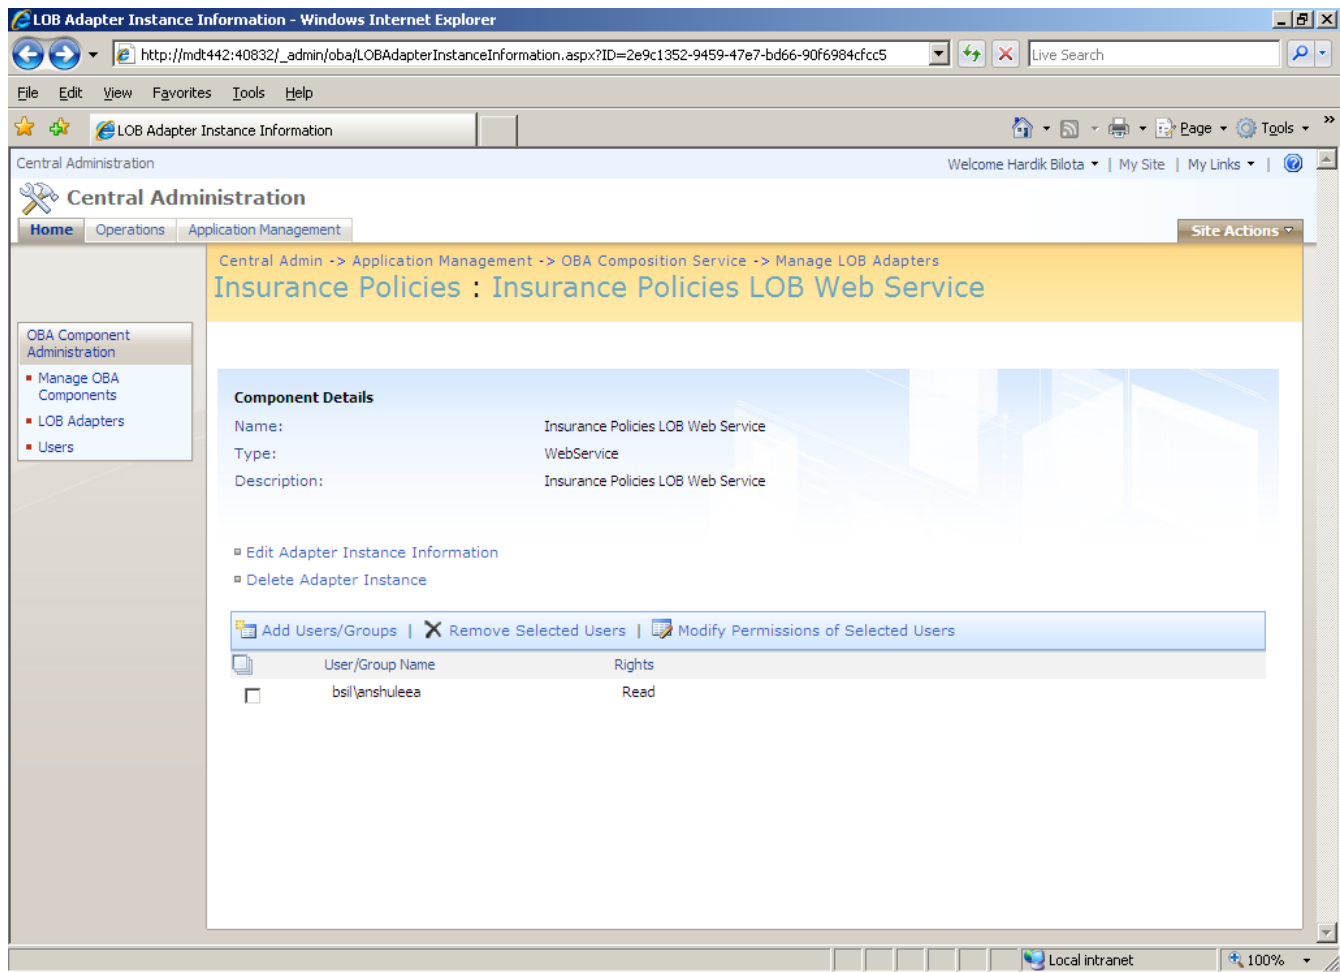 LOB Adapter Instance Information - Windows Internet Explorer
http://mdt442:40832/_admin/oba/LOBAdapterInstanceInformation.aspx?ID=2e9c1352-9459-47e7-bd66-90f6984cfcc5
Live Search
File Edit View Favorites Tools Help
LOB Adapter Instance Information
Page Tools »
Central Administration
Welcome Hardik Bilota | My Site | My Links |
Central Administration
Home Operations Application Management
Site Actions
Central Admin -> Application Management -> OBA Composition Service -> Manage LOB Adapters
Insurance Policies : Insurance Policies LOB Web Service
OBA Component
Administration
Manage OBA
Components
LOB Adapters
Users
Component Details
Name: Insurance Policies LOB Web Service
Type: WebService
Description: Insurance Policies LOB Web Service
Edit Adapter Instance Information
Delete Adapter Instance
Add Users/Groups | Remove Selected Users | Modify Permissions of Selected Users
User/Group Name Rights
bsil\anshuleea Read
Local intranet
100%